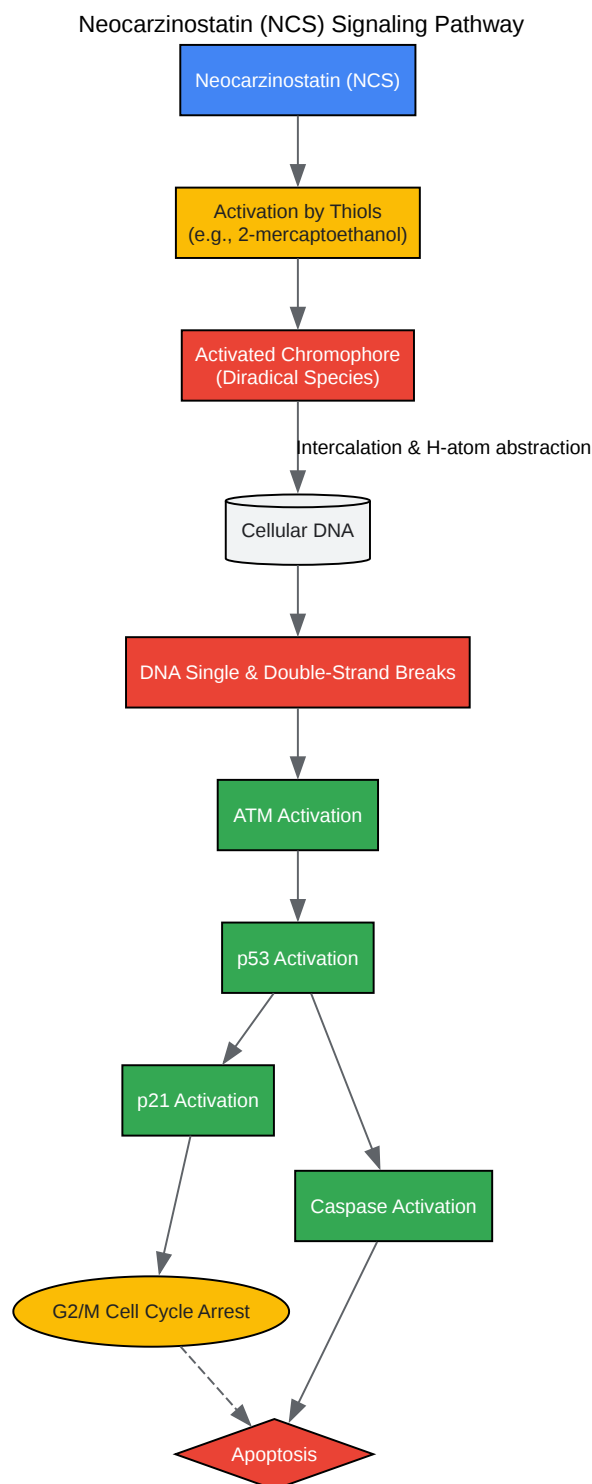 Neocarzinostatin (NCS) Signaling Pathway
Neocarzinostatin (NCS)
Activation by Thiols
(e.g., 2-mercaptoethanol)
Activated Chromophore
(Diradical Species)
Intercalation & H-atom abstraction
Cellular DNA
DNA Single & Double-Strand Breaks
ATM Activation
p53 Activation
p21 Activation
Caspase Activation
G2/M Cell Cycle Arrest
Apoptosis